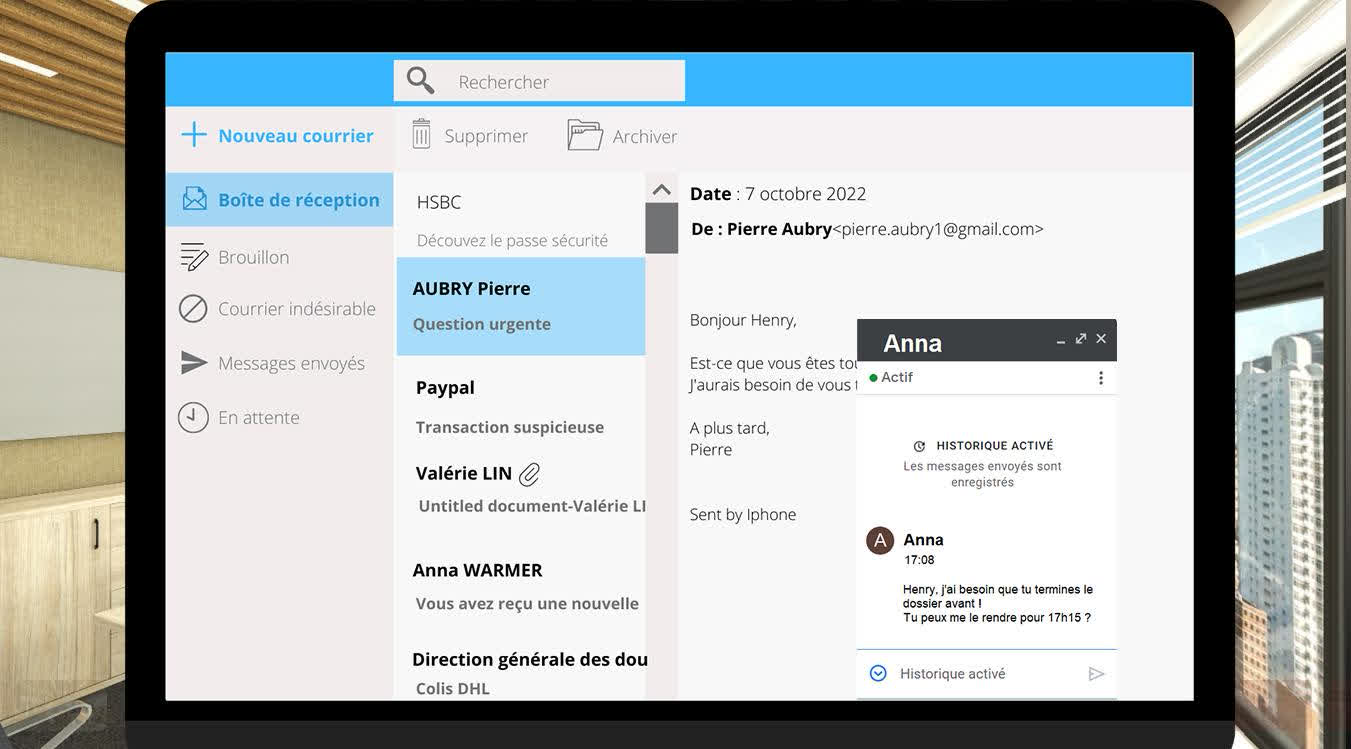 Rechercher
Nouveau courrier
Supprimer
Archiver
Boîte de réception
Brouillon
Courrier indésirable
Messages envoyés
En attente
HSBC
Découvez le passe sécurité
AUBRY Pierre
Question urgente
Paypal
Transaction suspicieuse
Valérie LIN
Untitled document-Valérie LI
Anna WARMER
Vous avez reçu une nouvelle
Direction générale des dou
Colis DHL
Date : 7 octobre 2022
De : Pierre Aubry<pierre.aubry1@gmail.com>
Bonjour Henry,
Est-ce que vous êtes tou
J'aurais besoin de vous
A plus tard,
Pierre
Sent by Iphone
Anna
Actif
HISTORIQUE ACTIVÉ
Les messages envoyés sont
enregistrés
A
Anna
17:08
Henry, j'ai besoin que tu termines le
dossier avant !
Tu peux me le rendre pour 17h15 ?
Historique activé